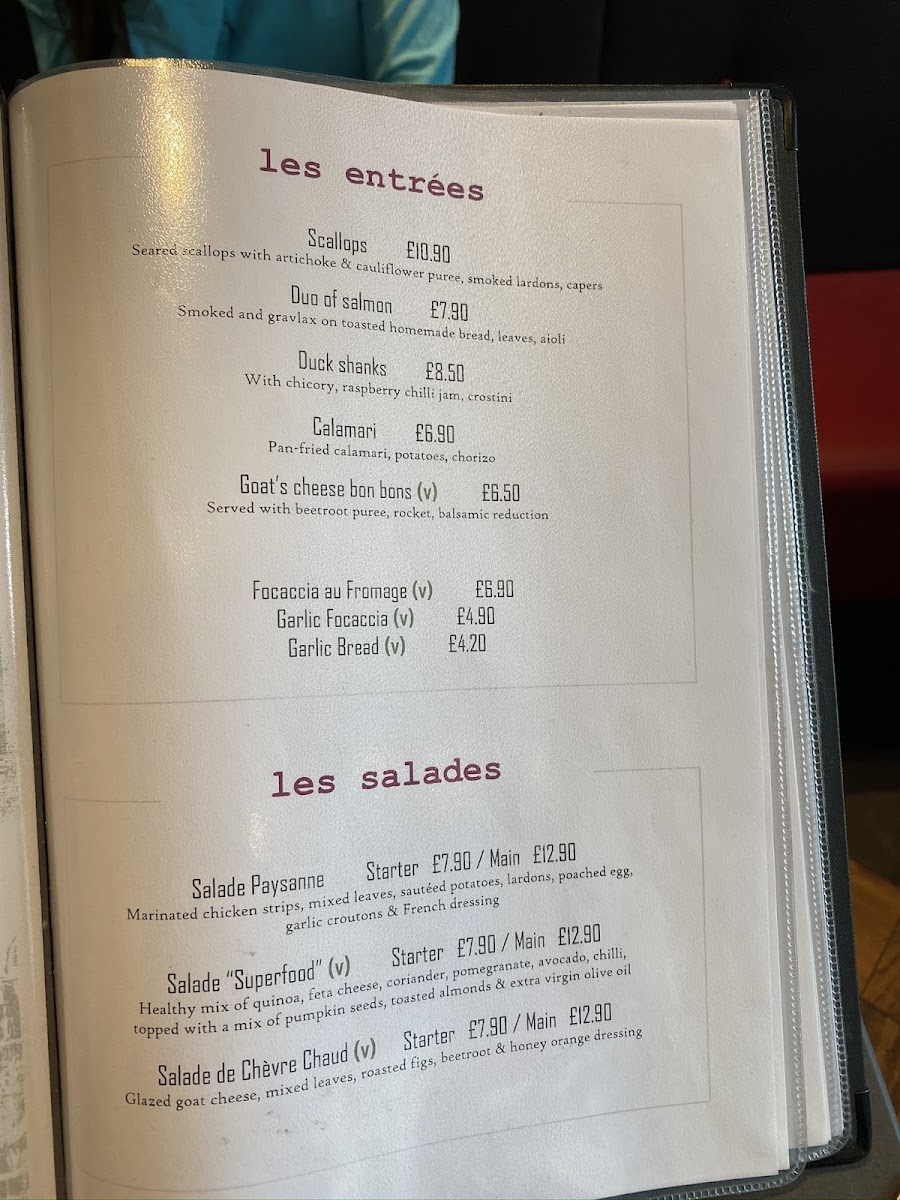 les entrées
Scallops £10.90
Seared scallops with artichoke & cauliflower puree, smoked lardons, capers
Duo of salmon £7.90
Smoked and gravlax on toasted homemade bread, leaves, aioli
Duck shanks £8.50
With chicory, raspberry chilli jam, crostini
Calamari £6.90
Pan-fried calamari, potatoes, chorizo
Goat's cheese bon bons (v) £6.50
Served with beetroot puree, rocket, balsamic reduction
Focaccia au Fromage (v) £6.90
Garlic Focaccia (v) £4.90
Garlic Bread (v) £4.20
les salades
Salade Paysanne Starter £7.90 / Main £12.90
Marinated chicken strips, mixed leaves, sautéed potatoes, lardons, poached egg,
garlic croutons & French dressing
Salade "Superfood" (v) Starter £7.90 / Main £12.90
Healthy mix of quinoa, feta cheese, coriander, pomegranate, avocado, chilli,
topped with a mix of pumpkin seeds, toasted almonds & extra virgin olive oil
Salade de Chèvre Chaud (v) Starter £7.90 / Main £12.90
Glazed goat cheese, mixed leaves, roasted figs, beetroot & honey orange dressing